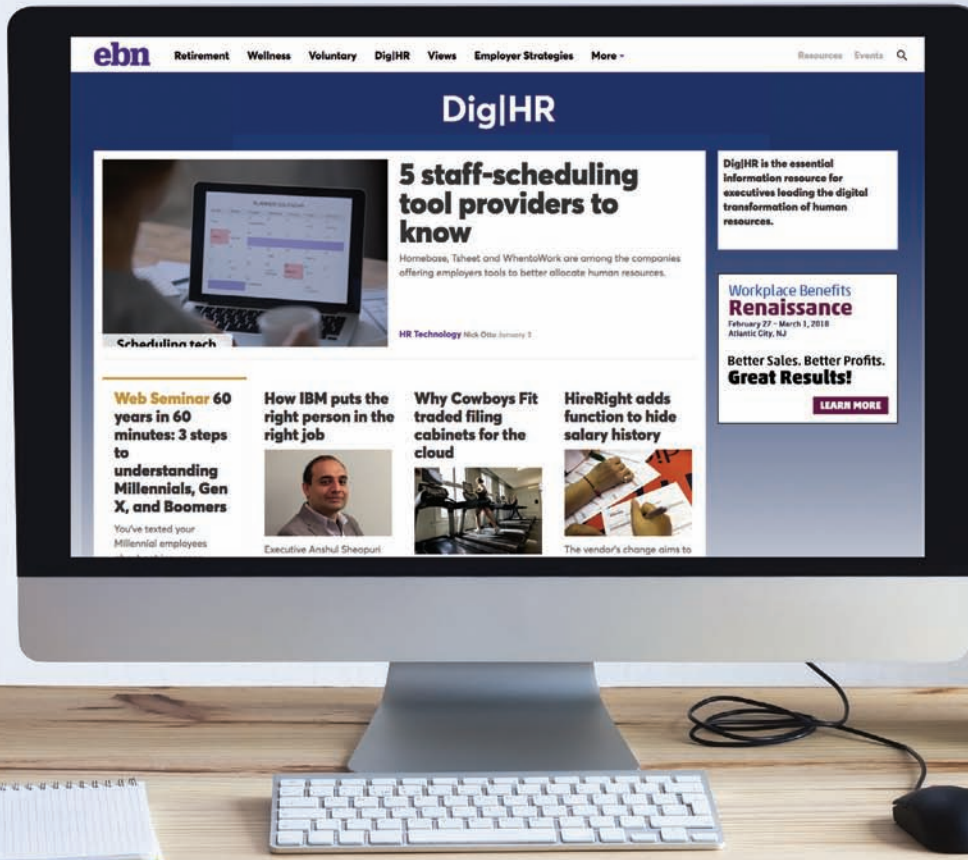 ebn
Retirement Wellness Voluntary Dig|HR Views Employer Strategies More
Resources Events
Dig|HR
5 staff-scheduling
tool providers to
know
Homebase, Tsheet and WhentoWork are among the companies
offering employers tools to better allocate human resources.
HR Technology Nick Otto January 3
PLANNER CALENDAR
Scheduling tech
Dig|HR is the essential
information resource for
executives leading the digital
transformation of human
resources.
Workplace Benefits
Renaissance
February 27 – March 1, 2018
Atlantic City, NJ
Better Sales. Better Profits.
Great Results!
LEARN MORE
Web Seminar 60
years in 60
minutes: 3 steps
to
understanding
Millennials, Gen
X, and Boomers
You've texted your
Millennial employees
How IBM puts the
right person in the
right job
Executive Anshul Sheopuri
Why Cowboys Fit
traded filing
cabinets for the
cloud
HireRight adds
function to hide
salary history
The vendor's change aims to